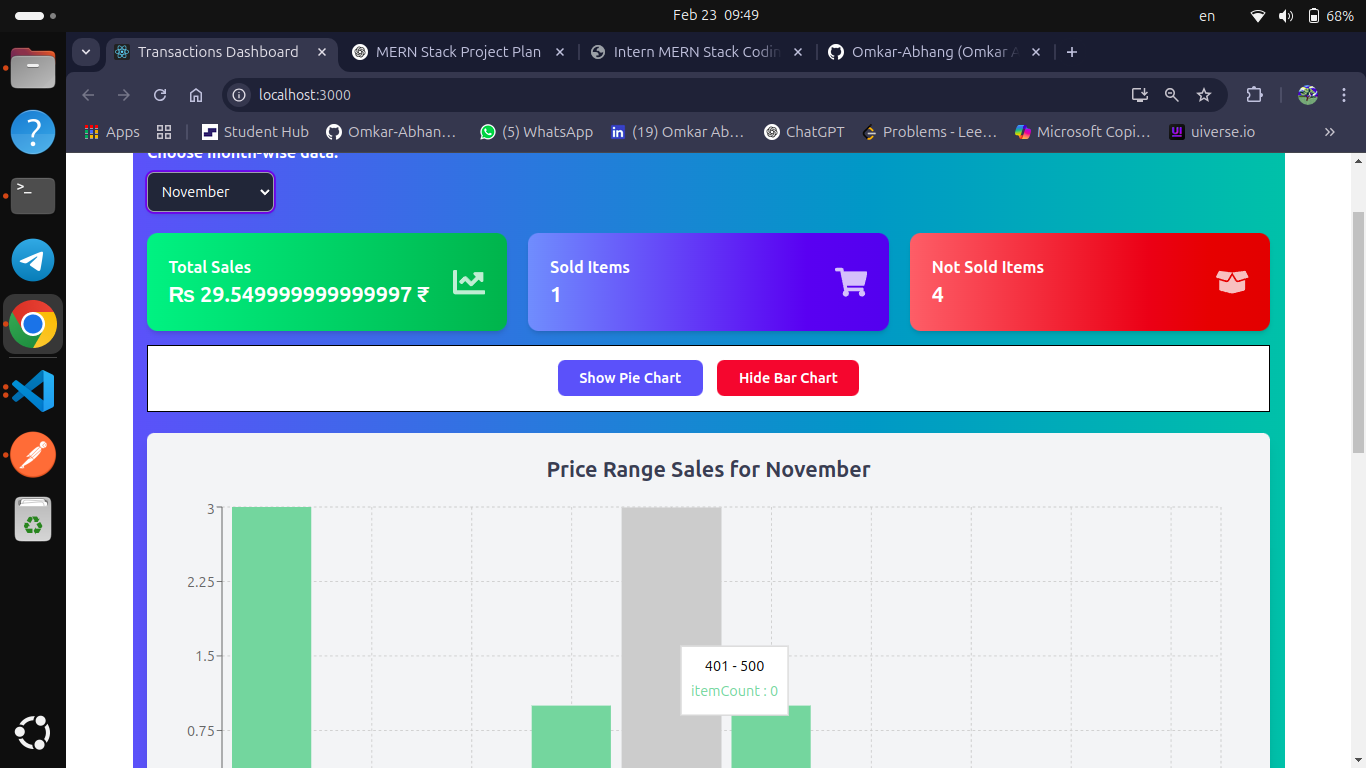 Feb 23 09:49
en
68%
Transactions Dashboard
MERN Stack Project Plan
Intern MERN Stack Codin
Omkar-Abhang (Omkar A
localhost:3000
Apps
Student Hub
Omkar-Abhan…
(5) WhatsApp
(19) Omkar Ab…
ChatGPT
Problems - Lee…
Microsoft Copi…
UI
uiverse.io
Choose month-wise data:
November
Total Sales
₨ 29.549999999999997 ₹
Sold Items
1
Not Sold Items
4
Show Pie Chart
Hide Bar Chart
Price Range Sales for November
3
2.25
1.5
0.75
401 - 500
itemCount : 0